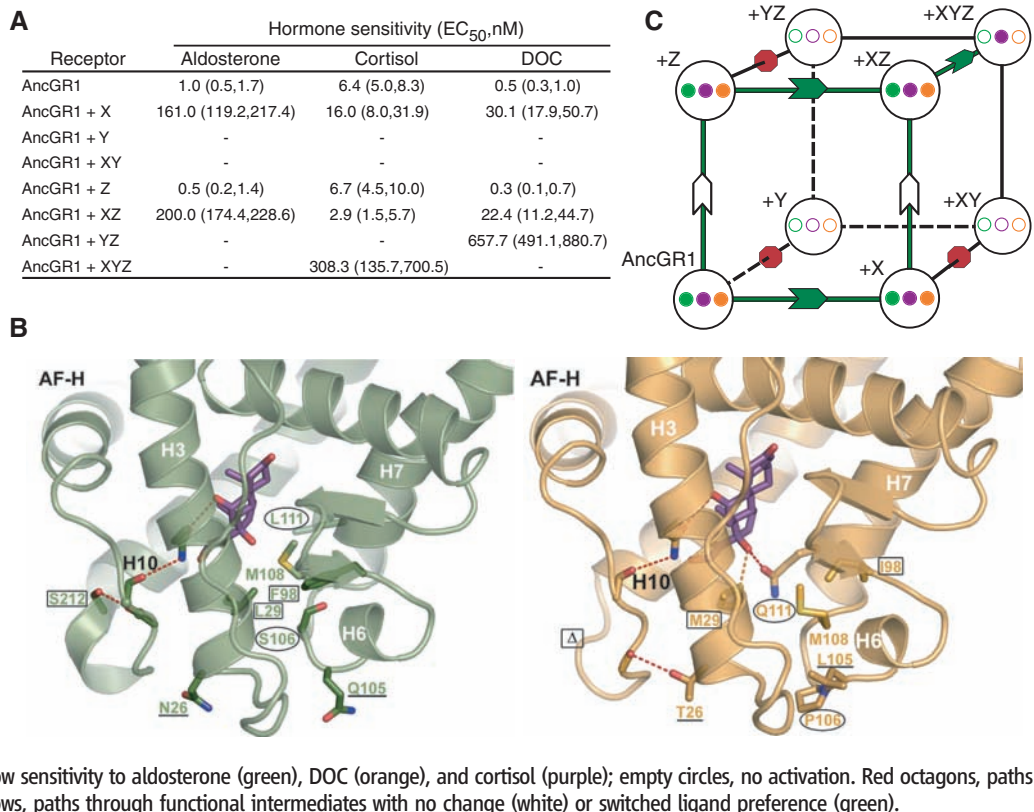 A
Hormone sensitivity (EC50,nM)
Receptor Aldosterone Cortisol DOC
AncGR1 1.0 (0.5,1.7) 6.4 (5.0,8.3) 0.5 (0.3,1.0)
AncGR1 + X 161.0 (119.2,217.4) 16.0 (8.0,31.9) 30.1 (17.9,50.7)
AncGR1 + Y - - -
AncGR1 + XY - - -
AncGR1 + Z 0.5 (0.2,1.4) 6.7 (4.5,10.0) 0.3 (0.1,0.7)
AncGR1 + XZ 200.0 (174.4,228.6) 2.9 (1.5,5.7) 22.4 (11.2,44.7)
AncGR1 + YZ - - 657.7 (491.1,880.7)
AncGR1 + XYZ - 308.3 (135.7,700.5) -
C
+YZ
+XYZ
+Z
+XZ
+Y
+XY
AncGR1
+X
B
AF-H
H3
H7
L111
H10
M108
S212
F98
L29
S106
H6
Q105
N26
AF-H
H3
H7
H10
I98
M29
Q111
Δ
M108
H6
L105
T26
P106
ow sensitivity to aldosterone (green), DOC (orange), and cortisol (purple); empty circles, no activation. Red octagons, paths
ows, paths through functional intermediates with no change (white) or switched ligand preference (green).